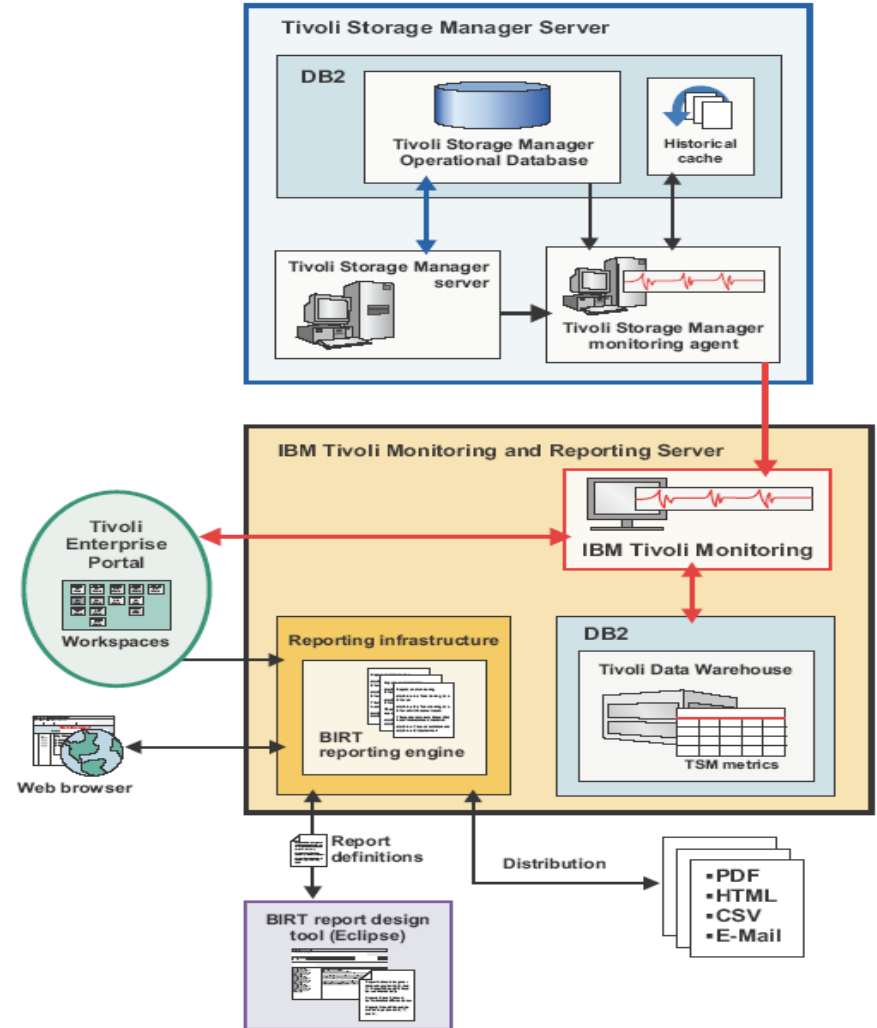 Tivoli Storage Manager Server
DB2
Tivoli Storage Manager
Operational Database
Historical
cache
Tivoli Storage Manager
server
Tivoli Storage Manager
monitoring agent
IBM Tivoli Monitoring and Reporting Server
IBM Tivoli Monitoring
Tivoli
Enterprise
Portal
Workspaces
Reporting infrastructure
BIRT
reporting engine
DB2
Tivoli Data Warehouse
TSM metrics
Web browser
Report
definitions
Distribution
▪PDF
▪HTML
▪CSV
▪E-Mail
BIRT report design
tool (Eclipse)